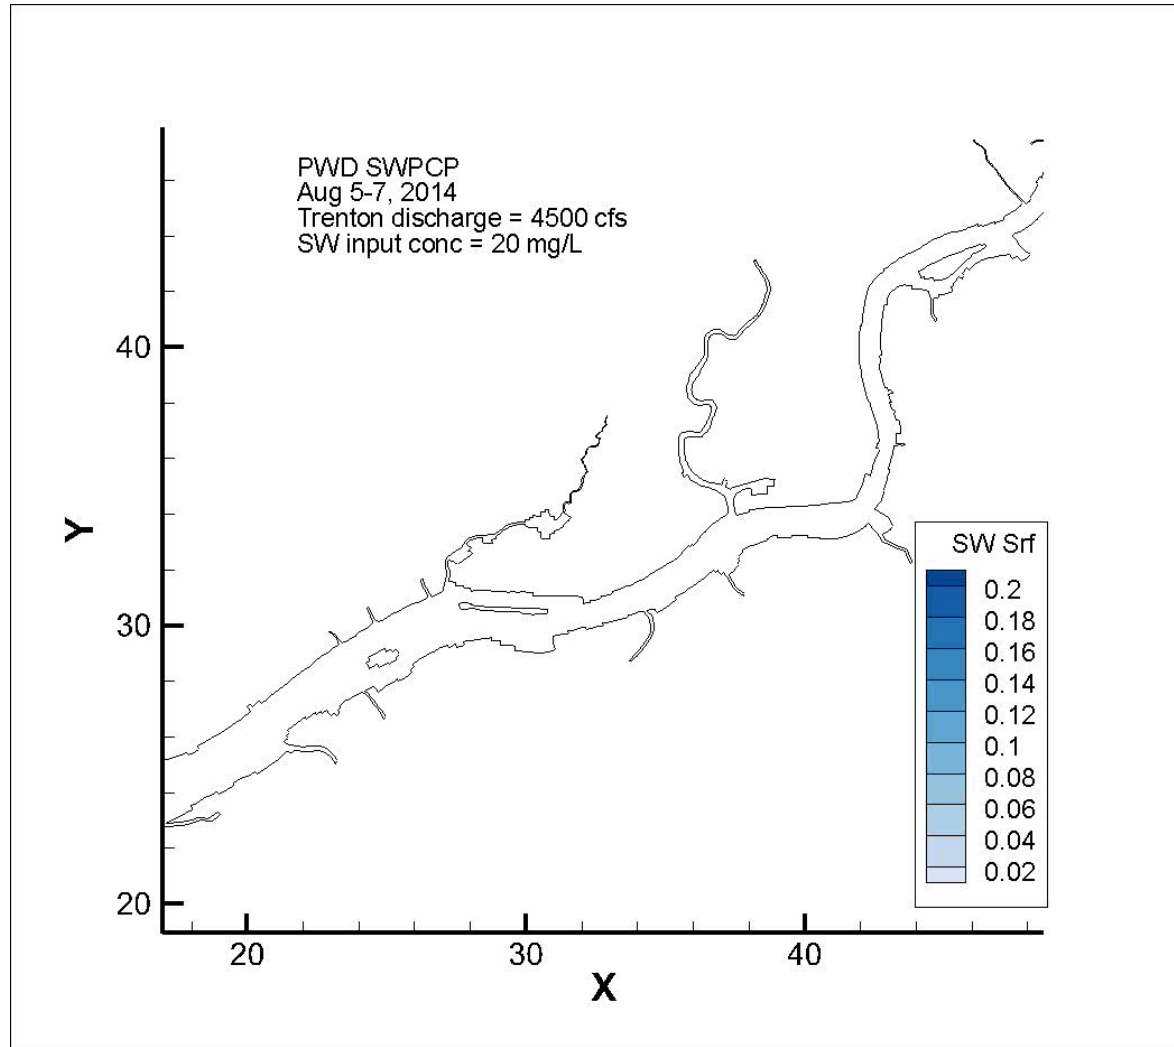 PWD SWPCP
Aug 5-7, 2014
Trenton discharge = 4500 cfs
SW input conc = 20 mg/L
40
30
20
Y
SW Srf
0.2
0.18
0.16
0.14
0.12
0.1
0.08
0.06
0.04
0.02
20 30 40
X